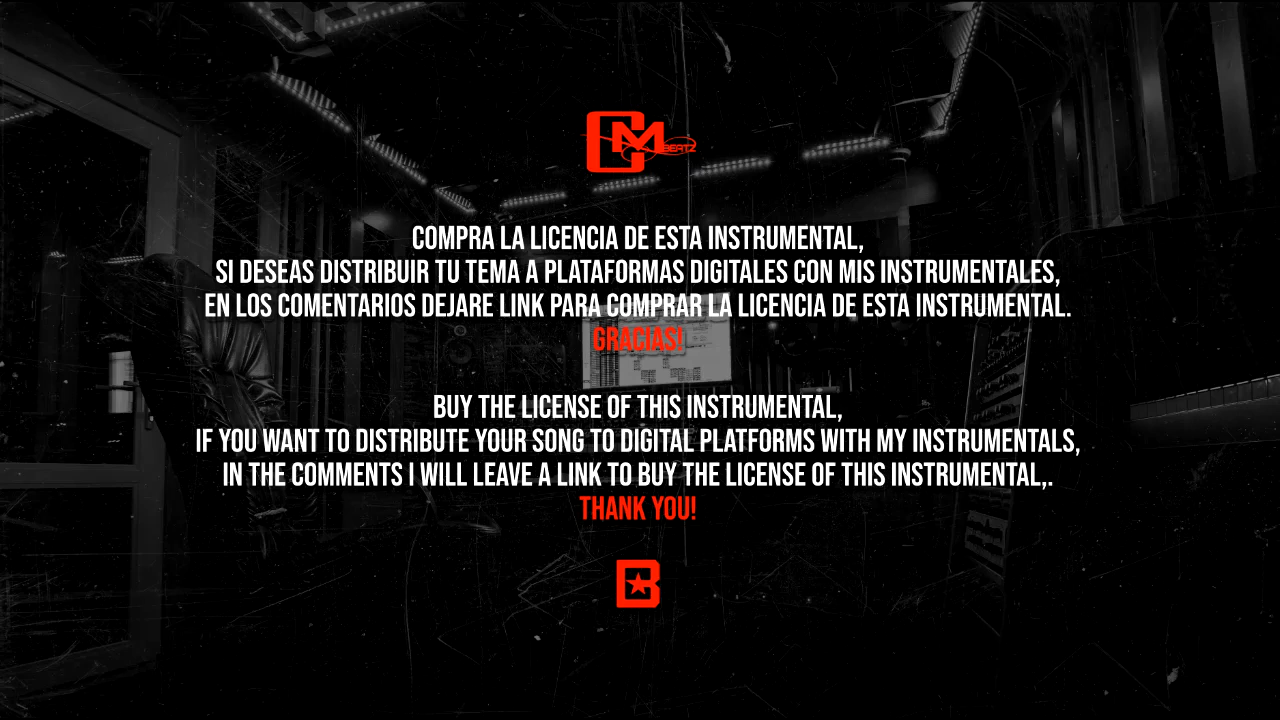 CM
BEATZ
COMPRA LA LICENCIA DE ESTA INSTRUMENTAL,
SI DESEAS DISTRIBUIR TU TEMA A PLATAFORMAS DIGITALES CON MIS INSTRUMENTALES,
EN LOS COMENTARIOS DEJARE LINK PARA COMPRAR LA LICENCIA DE ESTA INSTRUMENTAL.
GRACIAS!
BUY THE LICENSE OF THIS INSTRUMENTAL,
IF YOU WANT TO DISTRIBUTE YOUR SONG TO DIGITAL PLATFORMS WITH MY INSTRUMENTALS,
IN THE COMMENTS I WILL LEAVE A LINK TO BUY THE LICENSE OF THIS INSTRUMENTAL,.
THANK YOU!
B